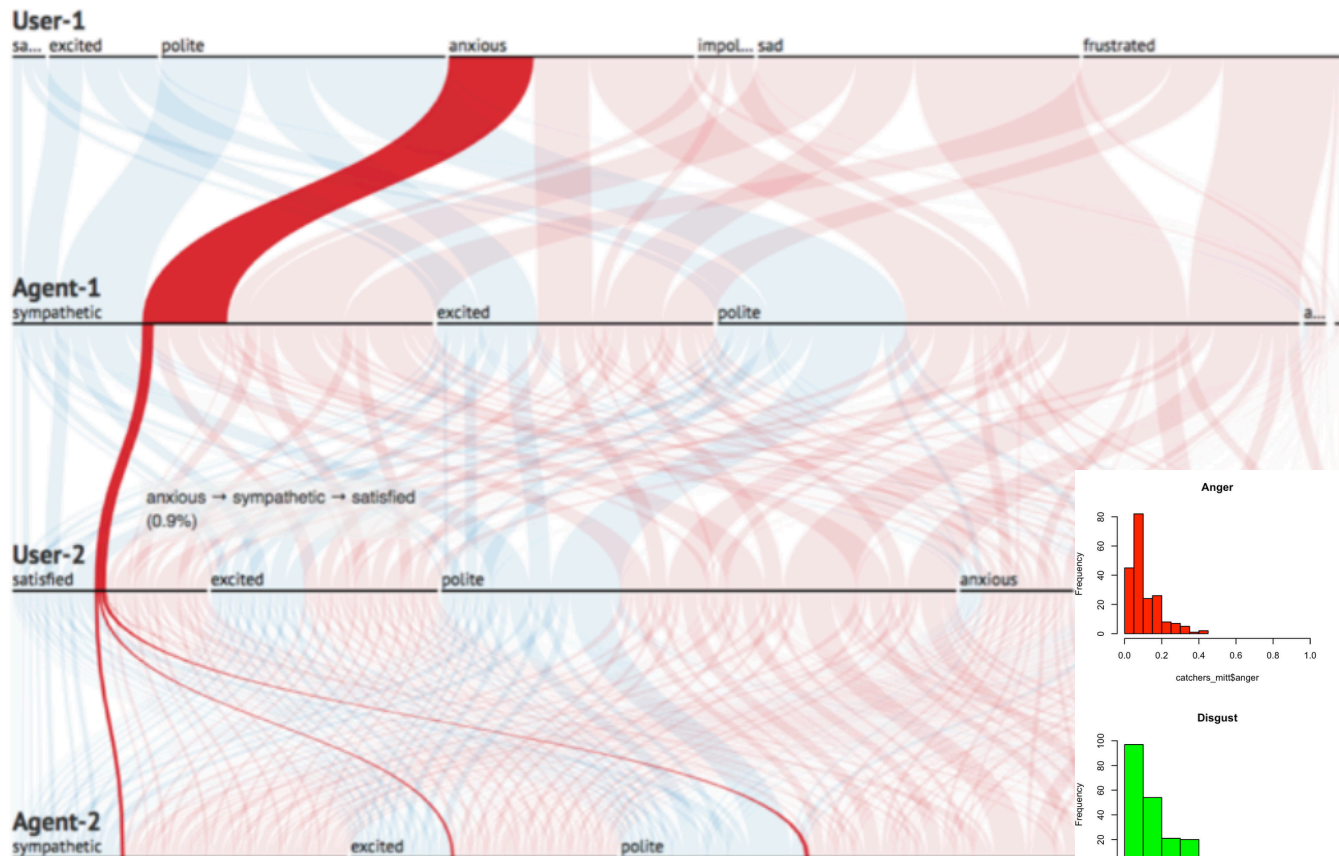 User-1
sa... excited polite anxious impol... sad frustrated
Agent-1
sympathetic excited polite a...
anxious → sympathetic → satisfied
(0.9%)
User-2
satisfied excited polite anxious
Agent-2
sympathetic excited polite
Anger
Frequency
80
60
40
20
0
0.0 0.2 0.4 0.6 0.8 1.0
catchers_mitt$anger
Disgust
Frequency
100
80
60
40
20